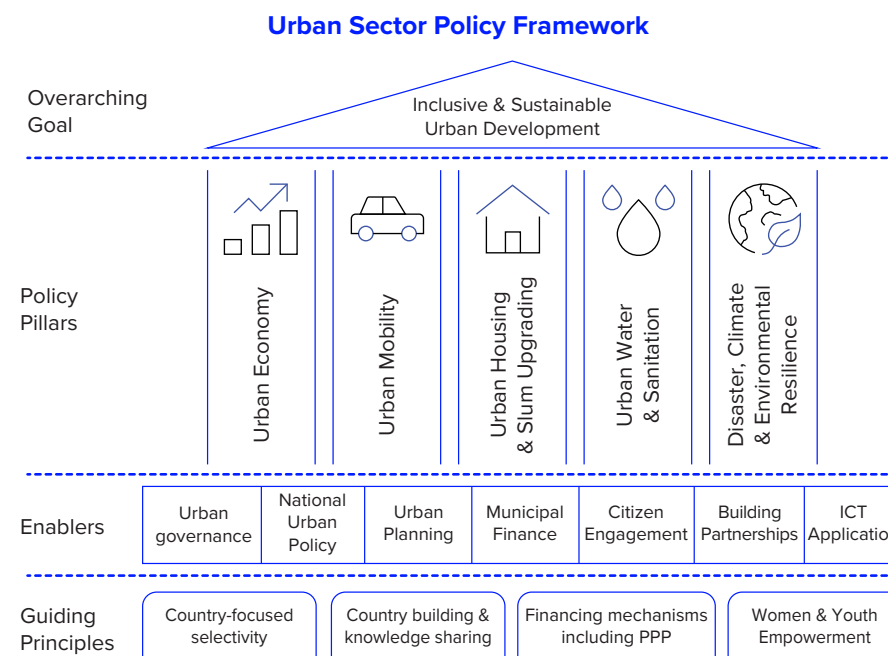 Urban Sector Policy Framework
Overarching
Goal
Inclusive & Sustainable
Urban Development
Policy
Pillars
Urban Economy
Urban Mobility
Urban Housing
& Slum Upgrading
Urban Water
& Sanitation
Disaster, Climate
& Environmental
Resilience
Enablers
Urban
governance
National
Urban
Policy
Urban
Planning
Municipal
Finance
Citizen
Engagement
Building
Partnerships
ICT
Applicatio
Guiding
Principles
Country-focused
selectivity
Country building &
knowledge sharing
Financing mechanisms
including PPP
Women & Youth
Empowerment